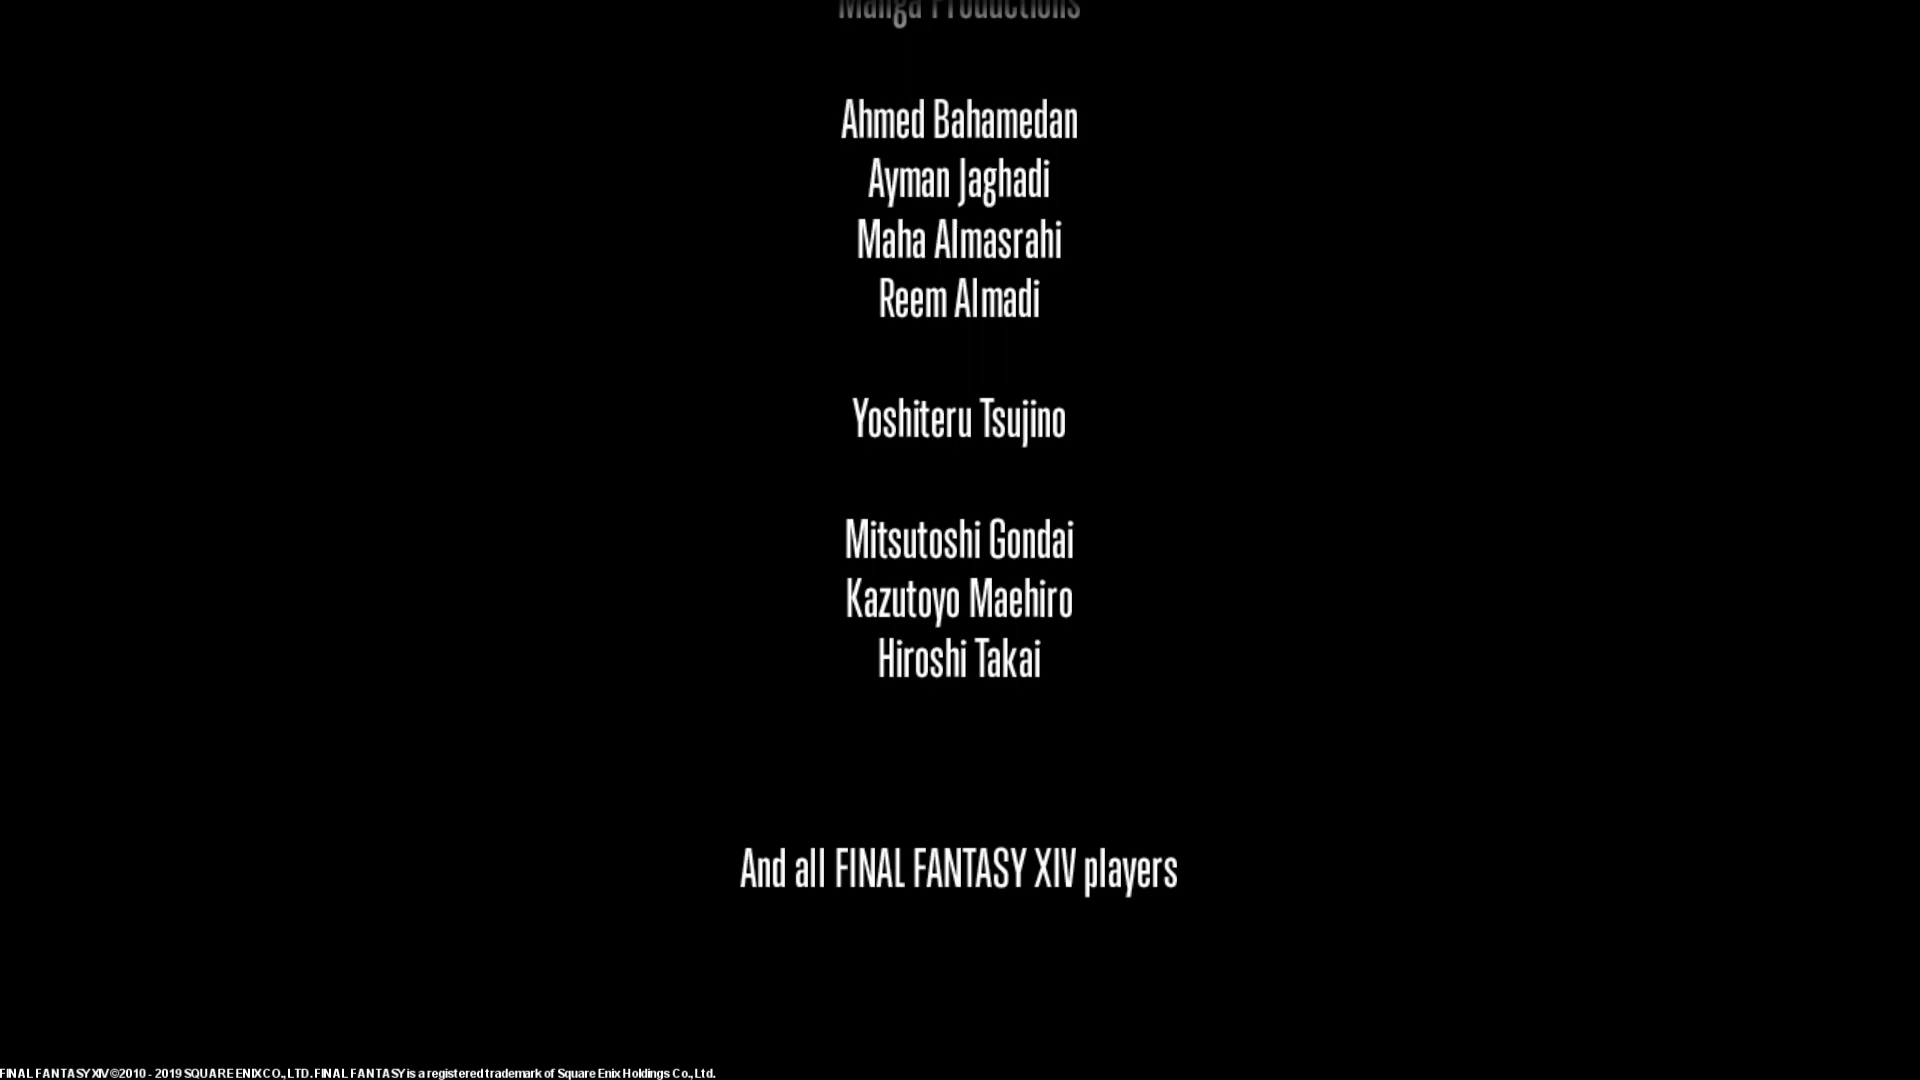 Manga Productions
Ahmed Bahamedan
Ayman Jaghadi
Maha Almasrahi
Reem Almadi
Yoshiteru Tsujino
Mitsutoshi Gondai
Kazutoyo Maehiro
Hiroshi Takai
And all FINAL FANTASY XIV players
FINAL FANTASY XIV ©2010 - 2019 SQUARE ENIX CO., LTD. FINAL FANTASY is a registered trademark of Square Enix Holdings Co., Ltd.